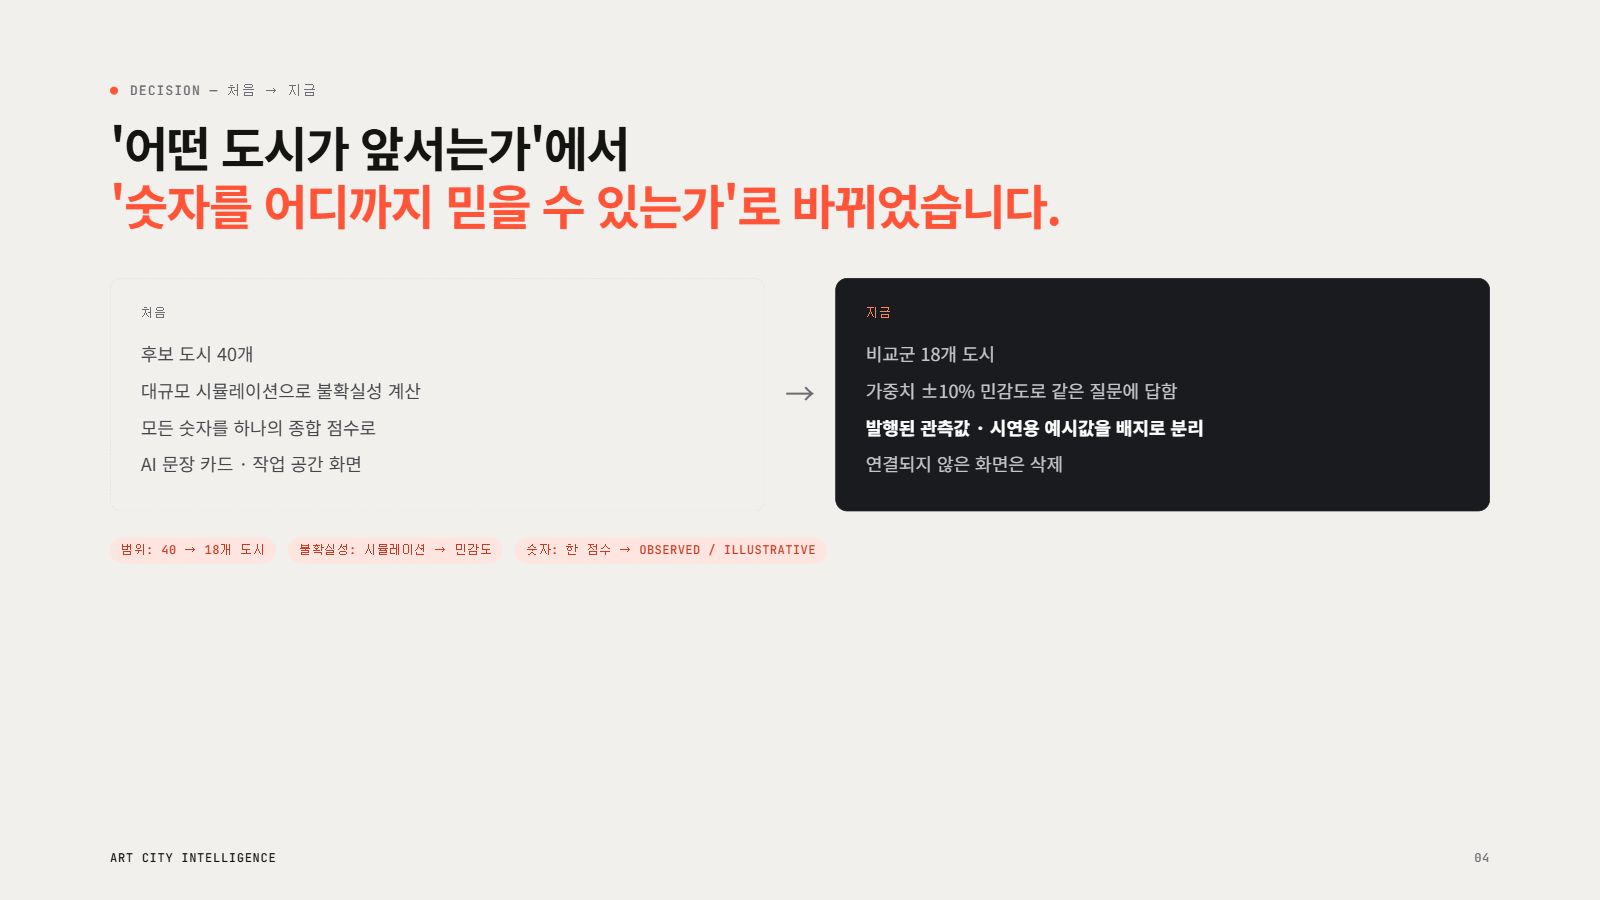 DECISION — 처음 → 지금
'어떤 도시가 앞서는가'에서
'숫자를 어디까지 믿을 수 있는가'로 바뀌었습니다.
처음
후보 도시 40개
대규모 시뮬레이션으로 불확실성 계산
모든 숫자를 하나의 종합 점수로
AI 문장 카드 · 작업 공간 화면
→
지금
비교군 18개 도시
가중치 ±10% 민감도로 같은 질문에 답함
발행된 관측값 · 시연용 예시값을 배지로 분리
연결되지 않은 화면은 삭제
범위: 40 → 18개 도시
불확실성: 시뮬레이션 → 민감도
숫자: 한 점수 → OBSERVED / ILLUSTRATIVE
ART CITY INTELLIGENCE
04